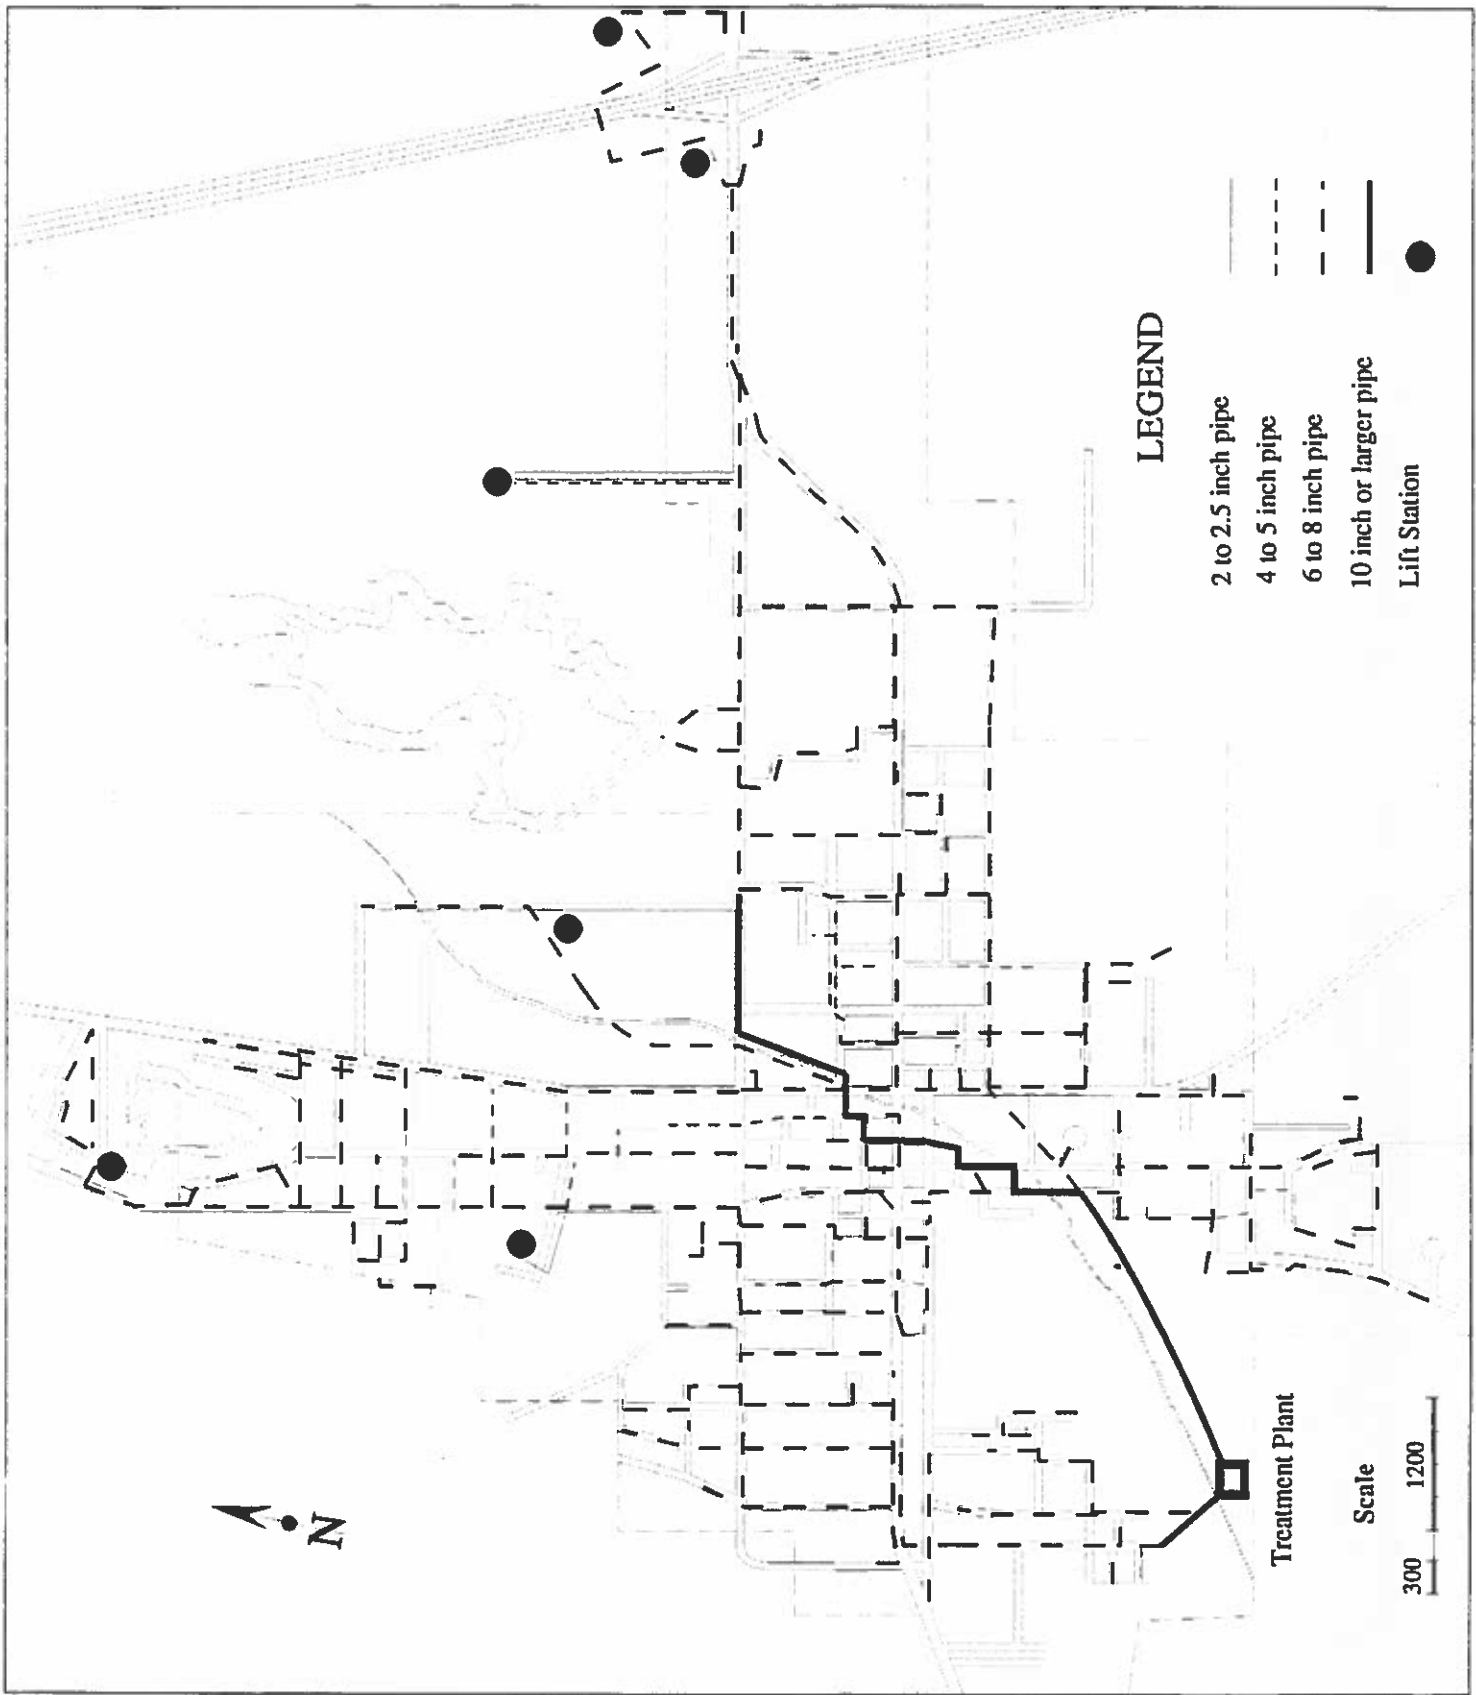 N
LEGEND
2 to 2.5 inch pipe
4 to 5 inch pipe
6 to 8 inch pipe
10 inch or larger pipe
Lift Station
Treatment Plant
Scale
300 1200